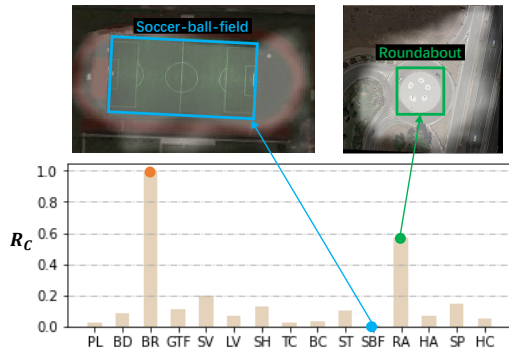 Soccer-ball-field
Roundabout
1.0
0.8
0.6
0.4
0.2
0.0
R_C
PL BD BR GTF SV LV SH TC BC ST SBF RA HA SP HC